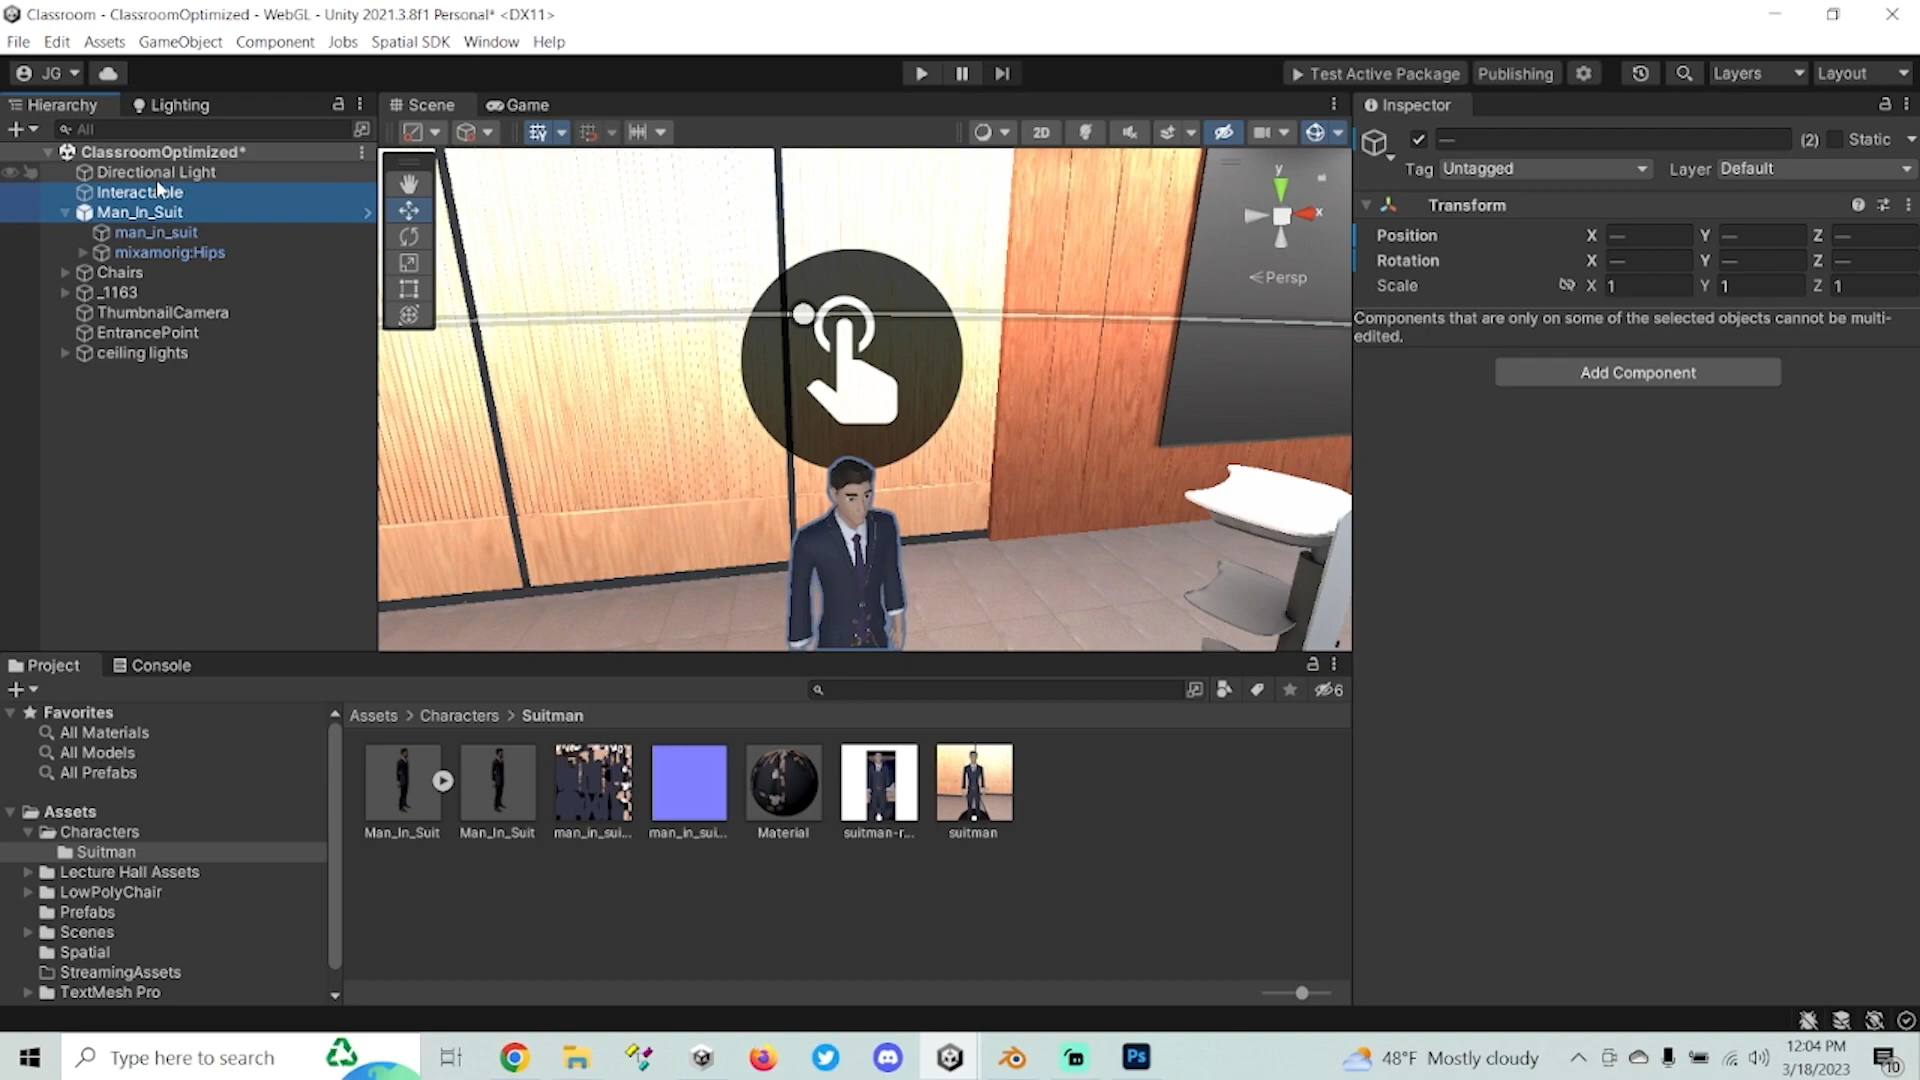 Classroom - ClassroomOptimized - WebGL - Unity 2021.3.8f1 Personal* <DX11>
File Edit Assets GameObject Component Jobs Spatial SDK Window Help
JG Test Active Package Publishing Layers Layout
Hierarchy Lighting Scene Game Inspector
All 2D — (2) Static
ClassroomOptimized*
Directional Light
Interactable
Man_In_Suit
man_in_suit
mixamorig:Hips
Chairs
_1163
ThumbnailCamera
EntrancePoint
ceiling lights
y
x
Persp
Tag Untagged Layer Default
Transform
Position X — Y — Z —
Rotation X — Y — Z —
Scale X 1 Y 1 Z 1
Components that are only on some of the selected objects cannot be multi-
edited.
Add Component
Project Console
6
Favorites
All Materials
All Models
All Prefabs
Assets
Characters
Suitman
Lecture Hall Assets
LowPolyChair
Prefabs
Scenes
Spatial
StreamingAssets
TextMesh Pro
Assets > Characters > Suitman
Man_In_Suit Man_In_Suit man_in_sui... man_in_sui... Material suitman-r... suitman
Type here to search
Ps
48°F Mostly cloudy
12:04 PM
3/18/2023
10